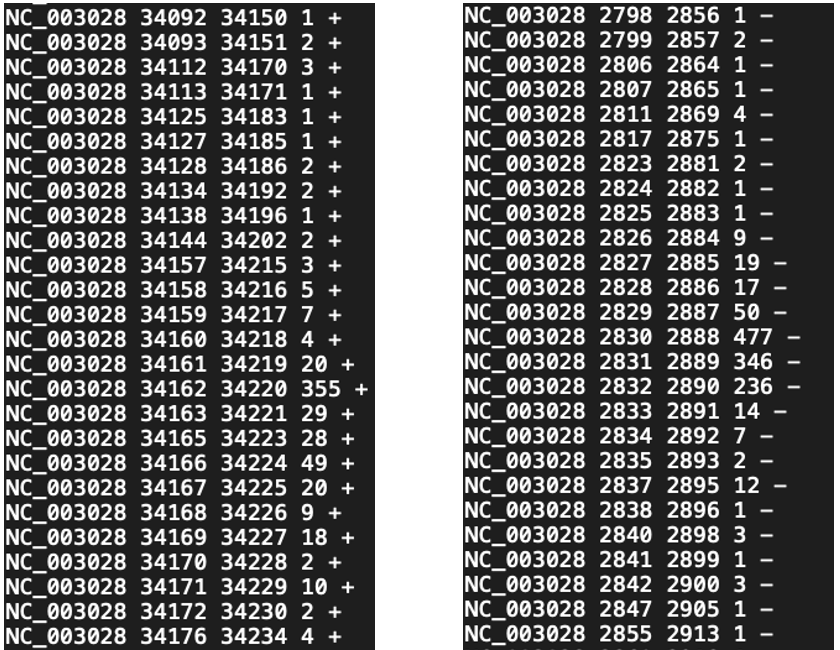 NC_003028 34092 34150 1 +
NC_003028 34093 34151 2 +
NC_003028 34112 34170 3 +
NC_003028 34113 34171 1 +
NC_003028 34125 34183 1 +
NC_003028 34127 34185 1 +
NC_003028 34128 34186 2 +
NC_003028 34134 34192 2 +
NC_003028 34138 34196 1 +
NC_003028 34144 34202 2 +
NC_003028 34157 34215 3 +
NC_003028 34158 34216 5 +
NC_003028 34159 34217 7 +
NC_003028 34160 34218 4 +
NC_003028 34161 34219 20 +
NC_003028 34162 34220 355 +
NC_003028 34163 34221 29 +
NC_003028 34165 34223 28 +
NC_003028 34166 34224 49 +
NC_003028 34167 34225 20 +
NC_003028 34168 34226 9 +
NC_003028 34169 34227 18 +
NC_003028 34170 34228 2 +
NC_003028 34171 34229 10 +
NC_003028 34172 34230 2 +
NC_003028 34176 34234 4 +
NC_003028 2798 2856 1 −
NC_003028 2799 2857 2 −
NC_003028 2806 2864 1 −
NC_003028 2807 2865 1 −
NC_003028 2811 2869 4 −
NC_003028 2817 2875 1 −
NC_003028 2823 2881 2 −
NC_003028 2824 2882 1 −
NC_003028 2825 2883 1 −
NC_003028 2826 2884 9 −
NC_003028 2827 2885 19 −
NC_003028 2828 2886 17 −
NC_003028 2829 2887 50 −
NC_003028 2830 2888 477 −
NC_003028 2831 2889 346 −
NC_003028 2832 2890 236 −
NC_003028 2833 2891 14 −
NC_003028 2834 2892 7 −
NC_003028 2835 2893 2 −
NC_003028 2837 2895 12 −
NC_003028 2838 2896 1 −
NC_003028 2840 2898 3 −
NC_003028 2841 2899 1 −
NC_003028 2842 2900 3 −
NC_003028 2847 2905 1 −
NC_003028 2855 2913 1 −